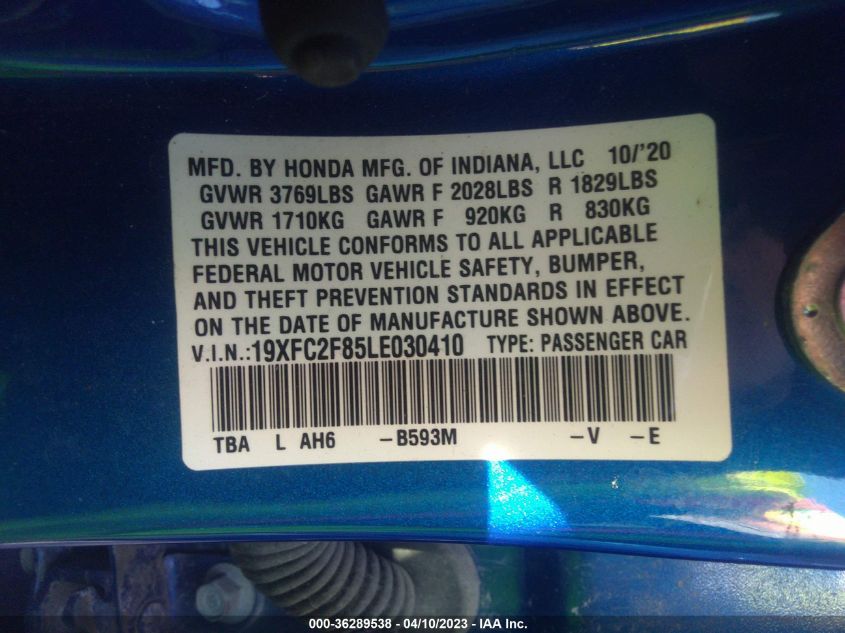 MFD. BY HONDA MFG. OF INDIANA, LLC 10/'20
GVWR 3769LBS GAWR F 2028LBS R 1829LBS
GVWR 1710KG GAWR F 920KG R 830KG
THIS VEHICLE CONFORMS TO ALL APPLICABLE
FEDERAL MOTOR VEHICLE SAFETY, BUMPER,
AND THEFT PREVENTION STANDARDS IN EFFECT
ON THE DATE OF MANUFACTURE SHOWN ABOVE.
V.I.N.:19XFC2F85LE030410 TYPE: PASSENGER CAR
TBA L AH6 -B593M -V -E
000-36289538 - 04/10/2023 - IAA Inc.